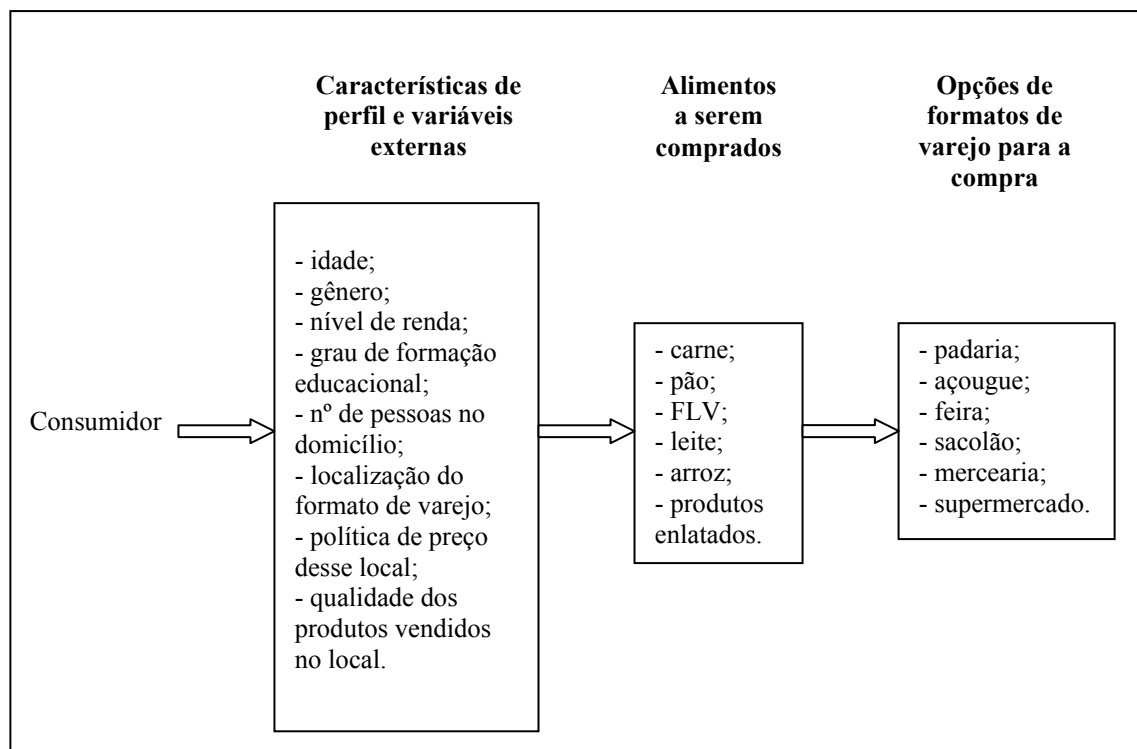 Características de
perfil e variáveis
externas
Alimentos
a serem
comprados
Opções de
formatos de
varejo para a
compra
Consumidor
- idade;
- gênero;
- nível de renda;
- grau de formação
educacional;
- nº de pessoas no
domicílio;
- localização do
formato de varejo;
- política de preço
desse local;
- qualidade dos
produtos vendidos
no local.
- carne;
- pão;
- FLV;
- leite;
- arroz;
- produtos
enlatados.
- padaria;
- açougue;
- feira;
- sacolão;
- mercearia;
- supermercado.